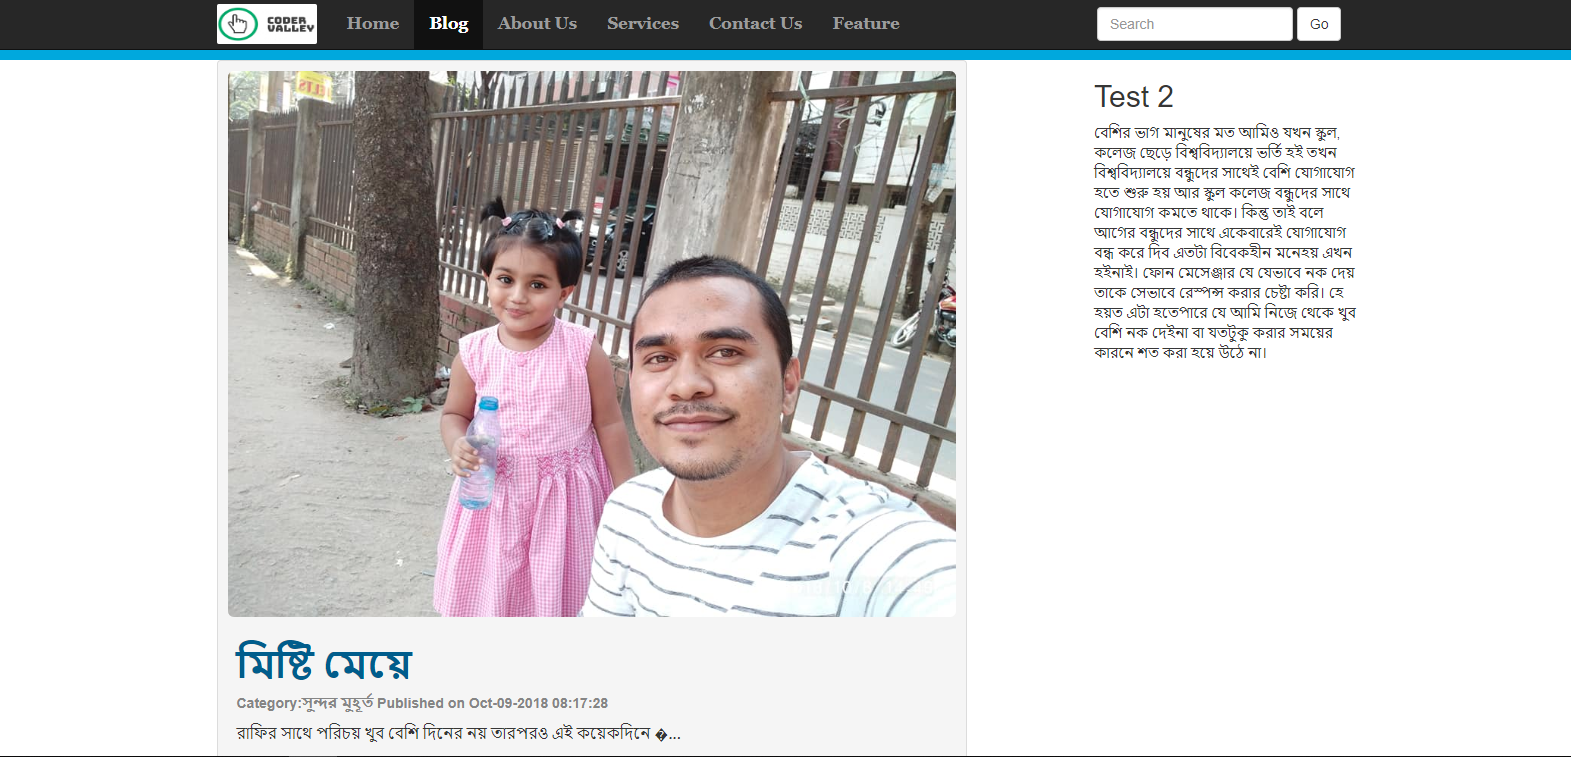 CODER VALLEY Home Blog About Us Services Contact Us Feature Search Go
IELTS
মিষ্টি মেয়ে
Category:সুন্দর মুহূর্ত Published on Oct-09-2018 08:17:28
রাফির সাথে পরিচয় খুব বেশি দিনের নয় তারপরও এই কয়েকদিনে �...
Test 2
বেশির ভাগ মানুষের মত আমিও যখন স্কুল,
কলেজ ছেড়ে বিশ্ববিদ্যালয়ে ভর্তি হই তখন
বিশ্ববিদ্যালয়ে বন্ধুদের সাথেই বেশি যোগাযোগ
হতে শুরু হয় আর স্কুল কলেজ বন্ধুদের সাথে
যোগাযোগ কমতে থাকে। কিন্তু তাই বলে
আগের বন্ধুদের সাথে একেবারেই যোগাযোগ
বন্ধ করে দিব এতটা বিবেকহীন মনেহয় এখন
হইনাই। ফোন মেসেঞ্জার যে যেভাবে নক দেয়
তাকে সেভাবে রেস্পন্স করার চেষ্টা করি। হে
হয়ত এটা হতেপারে যে আমি নিজে থেকে খুব
বেশি নক দেইনা বা যতটুকু করার সময়ের
কারনে শত করা হয়ে উঠে না।